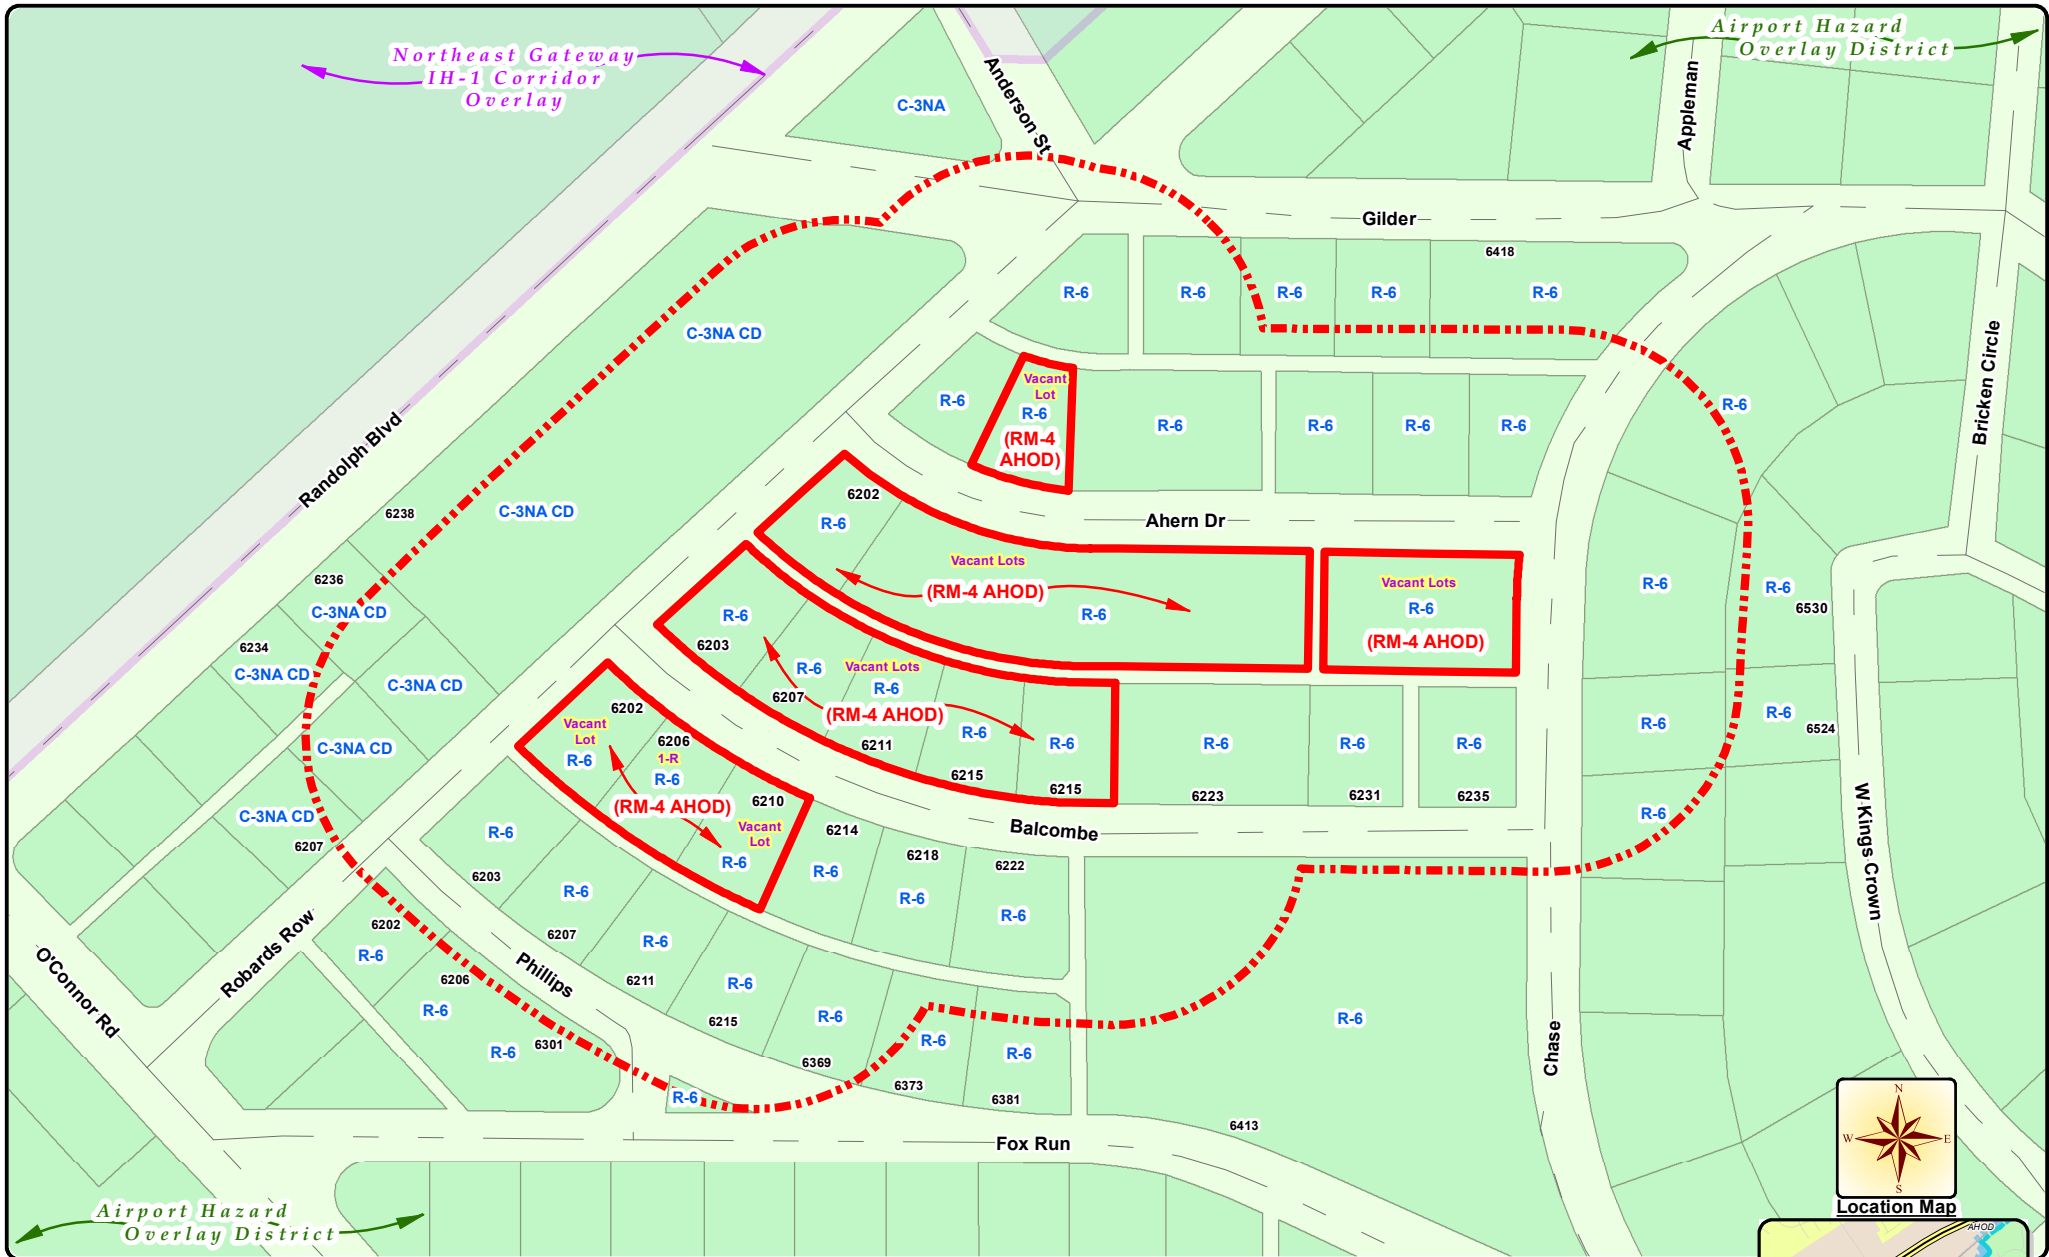 Northeast Gateway
IH-1 Corridor
Overlay
Airport Hazard
Overlay District
C-3NA
Anderson St
Appleman
Gilder
6418
R-6
R-6
R-6
R-6
R-6
C-3NA CD
Bricken Circle
Vacant
Lot
R-6
(RM-4
AHOD)
R-6
R-6
R-6
R-6
R-6
R-6
Randolph Blvd
6238
C-3NA CD
6202
R-6
Ahern Dr
Vacant Lots
(RM-4 AHOD)
R-6
Vacant Lots
R-6
(RM-4 AHOD)
R-6
R-6
6530
6236
C-3NA CD
6234
C-3NA CD
C-3NA CD
C-3NA CD
C-3NA CD
6207
R-6
6203
R-6
Vacant Lots
R-6
6207
(RM-4 AHOD)
6211
R-6
6215
R-6
6215
R-6
6223
R-6
6231
R-6
6235
R-6
R-6
6524
R-6
W Kings Crown
6202
Vacant
Lot
R-6
6206
1-R
R-6
(RM-4 AHOD)
6210
Vacant
Lot
R-6
Balcombe
6214
R-6
6218
R-6
6222
R-6
R-6
6203
R-6
6207
R-6
6211
R-6
6215
R-6
6369
R-6
6373
R-6
6381
R-6
6413
Chase
Robards Row
O'Connor Rd
Phillips
6202
R-6
6206
R-6
6301
R-6
R-6
Fox Run
Airport Hazard
Overlay District
N
W
E
S
Location Map
AHOD